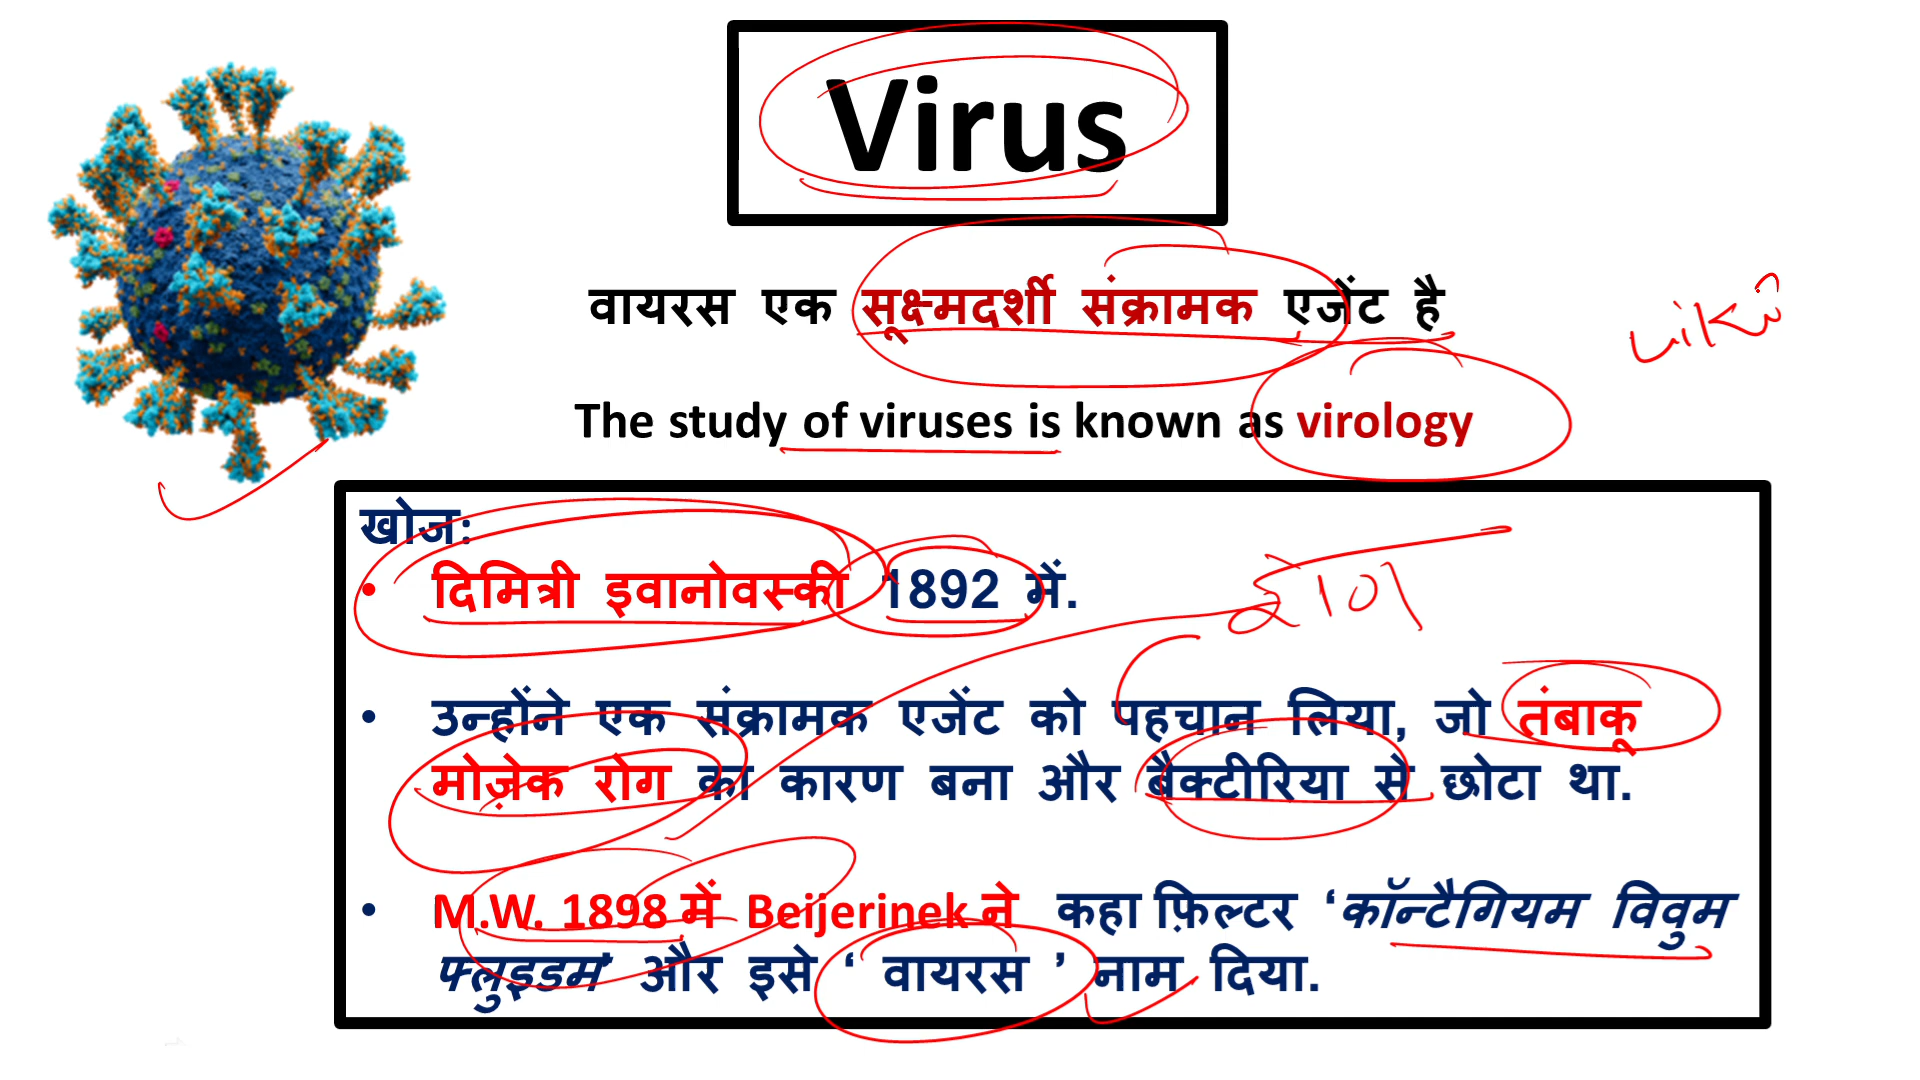 Virus
वायरस एक सूक्ष्मदर्शी संक्रामक एजेंट है
The study of viruses is known as virology
खोज:
• दिमित्री इवानोवस्की 1892 में.
• उन्होंने एक संक्रामक एजेंट को पहचान लिया, जो तंबाकू
मोज़ेक रोग का कारण बना और बैक्टीरिया से छोटा था.
• M.W. 1898 में Beijerinek ने कहा फ़िल्टर ‘कॉन्टैगियम विवुम
फ्लुइडम’ और इसे ‘ वायरस ’ नाम दिया.